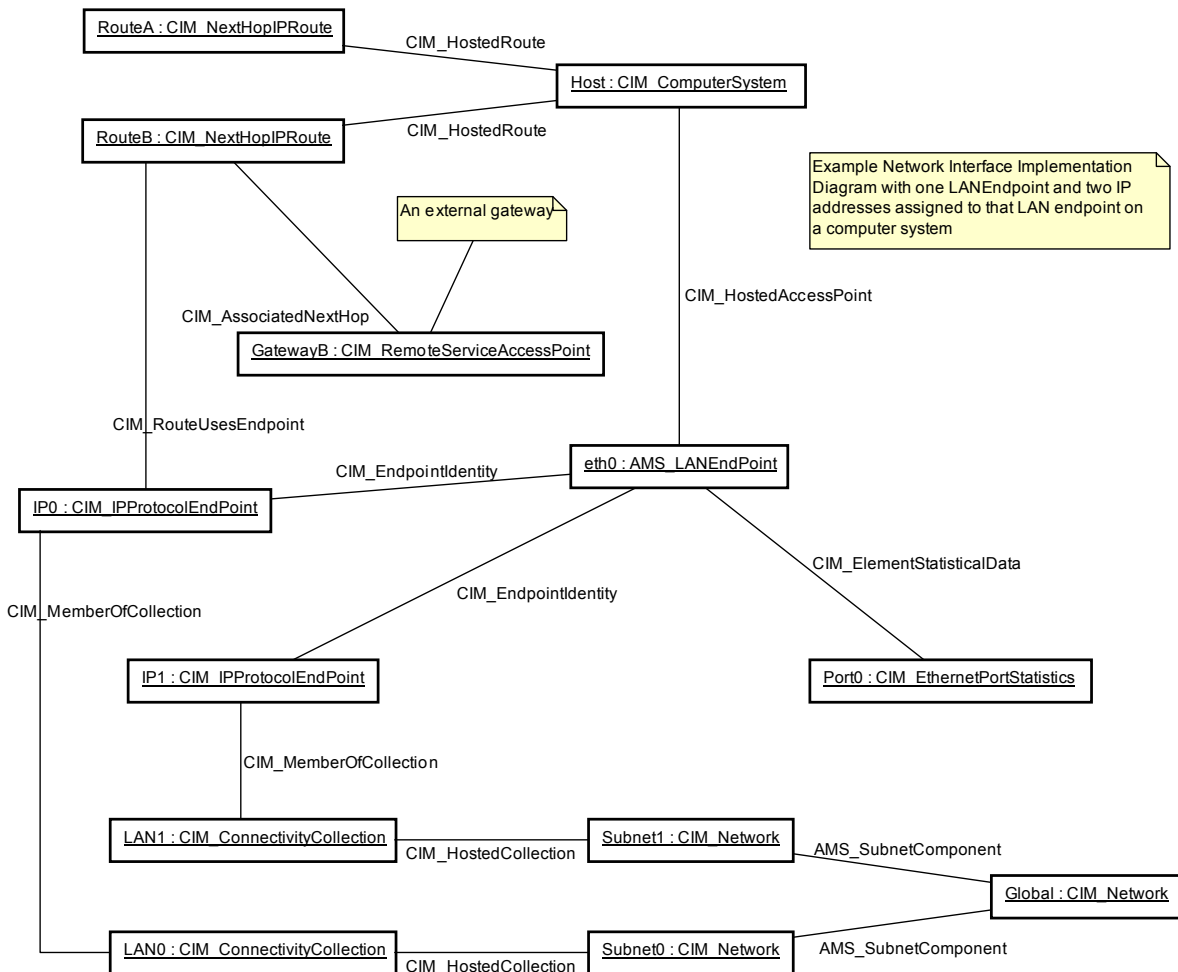 RouteA : CIM_NextHopIPRoute
CIM_HostedRoute
Host : CIM_ComputerSystem
RouteB : CIM_NextHopIPRoute
CIM_HostedRoute
Example Network Interface Implementation
Diagram with one LANEndpoint and two IP
addresses assigned to that LAN endpoint on
a computer system
An external gateway
CIM_HostedAccessPoint
CIM_AssociatedNextHop
GatewayB : CIM_RemoteServiceAccessPoint
CIM_RouteUsesEndpoint
CIM_EndpointIdentity
eth0 : AMS_LANEndPoint
IP0 : CIM_IPProtocolEndPoint
CIM_ElementStatisticalData
CIM_EndpointIdentity
CIM_MemberOfCollection
IP1 : CIM_IPProtocolEndPoint
Port0 : CIM_EthernetPortStatistics
CIM_MemberOfCollection
LAN1 : CIM_ConnectivityCollection
CIM_HostedCollection
Subnet1 : CIM_Network
AMS_SubnetComponent
Global : CIM_Network
LAN0 : CIM_ConnectivityCollection
CIM_HostedCollection
Subnet0 : CIM_Network
AMS_SubnetComponent